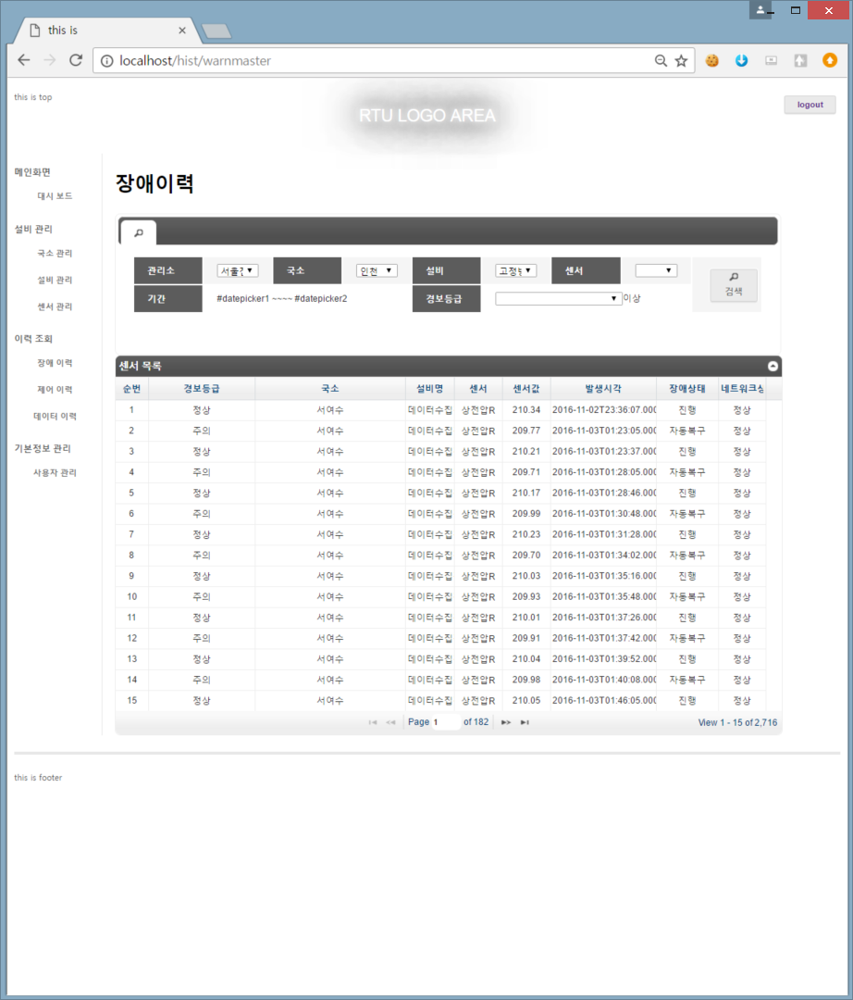 this is
localhost/hist/warnmaster
this is top
RTU LOGO AREA
logout
메인화면
대시 보드
설비 관리
국소 관리
설비 관리
센서 관리
이력 조회
장애 이력
제어 이력
데이터 이력
기본정보 관리
사용자 관리
장애이력
관리소 국소 인천 설비 센서 검색
기간 #datepicker1 ~~~~ #datepicker2 경보등급 이상
센서 목록
순번 경보등급 국소 설비명 센서 센서값 발생시각 장애상태 네트워크상
1 정상 서여수 데이터수집 상전압R 210.34 2016-11-02T23:36:07.000 진행 정상
2 주의 서여수 데이터수집 상전압R 209.77 2016-11-03T01:23:05.000 자동복구 정상
3 정상 서여수 데이터수집 상전압R 210.21 2016-11-03T01:23:37.000 진행 정상
4 주의 서여수 데이터수집 상전압R 209.71 2016-11-03T01:28:05.000 자동복구 정상
5 정상 서여수 데이터수집 상전압R 210.17 2016-11-03T01:28:46.000 진행 정상
6 주의 서여수 데이터수집 상전압R 209.99 2016-11-03T01:30:48.000 자동복구 정상
7 정상 서여수 데이터수집 상전압R 210.23 2016-11-03T01:31:28.000 진행 정상
8 주의 서여수 데이터수집 상전압R 209.70 2016-11-03T01:34:02.000 자동복구 정상
9 정상 서여수 데이터수집 상전압R 210.03 2016-11-03T01:35:16.000 진행 정상
10 주의 서여수 데이터수집 상전압R 209.93 2016-11-03T01:35:48.000 자동복구 정상
11 정상 서여수 데이터수집 상전압R 210.01 2016-11-03T01:37:26.000 진행 정상
12 주의 서여수 데이터수집 상전압R 209.91 2016-11-03T01:37:42.000 자동복구 정상
13 정상 서여수 데이터수집 상전압R 210.04 2016-11-03T01:39:52.000 진행 정상
14 주의 서여수 데이터수집 상전압R 209.98 2016-11-03T01:40:08.000 자동복구 정상
15 정상 서여수 데이터수집 상전압R 210.05 2016-11-03T01:46:05.000 진행 정상
Page 1 of 182 View 1 - 15 of 2,716
this is footer